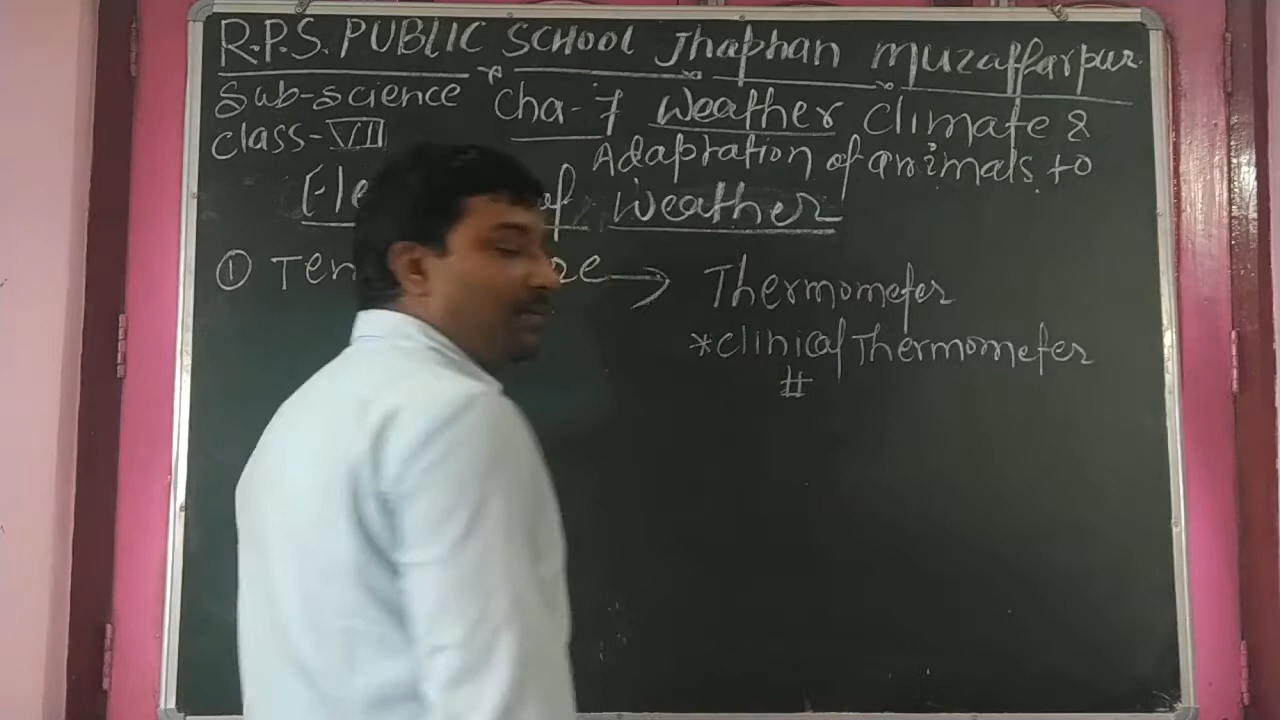 R.P.S. PUBLIC SCHOOL Jhaphan Muzaffarpur.
Sub-science Cha-7 Weather Climate &
Class-VII Adaptation of animals to
of Weather
① → Thermometer
*clinical Thermometer
#